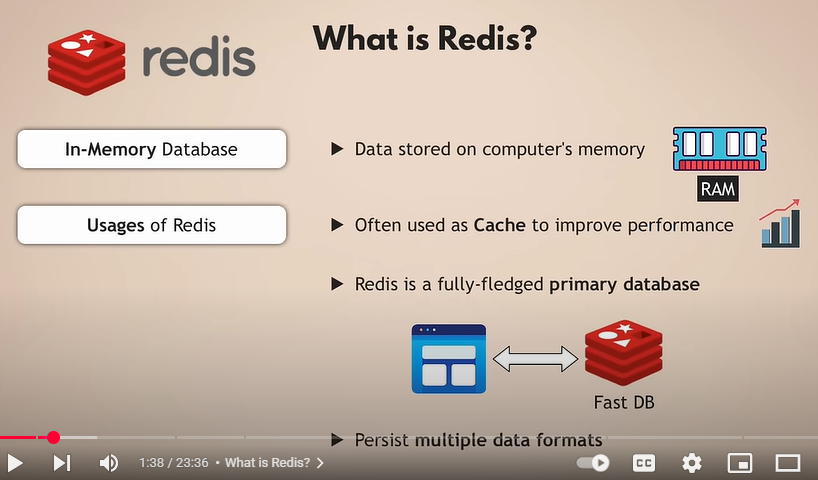 redis
What is Redis?
In-Memory Database
▶ Data stored on computer's memory
RAM
Usages of Redis
▶ Often used as Cache to improve performance
▶ Redis is a fully-fledged primary database
Fast DB
▶ Persist multiple data formats
1:38 / 23:36 • What is Redis? >
CC